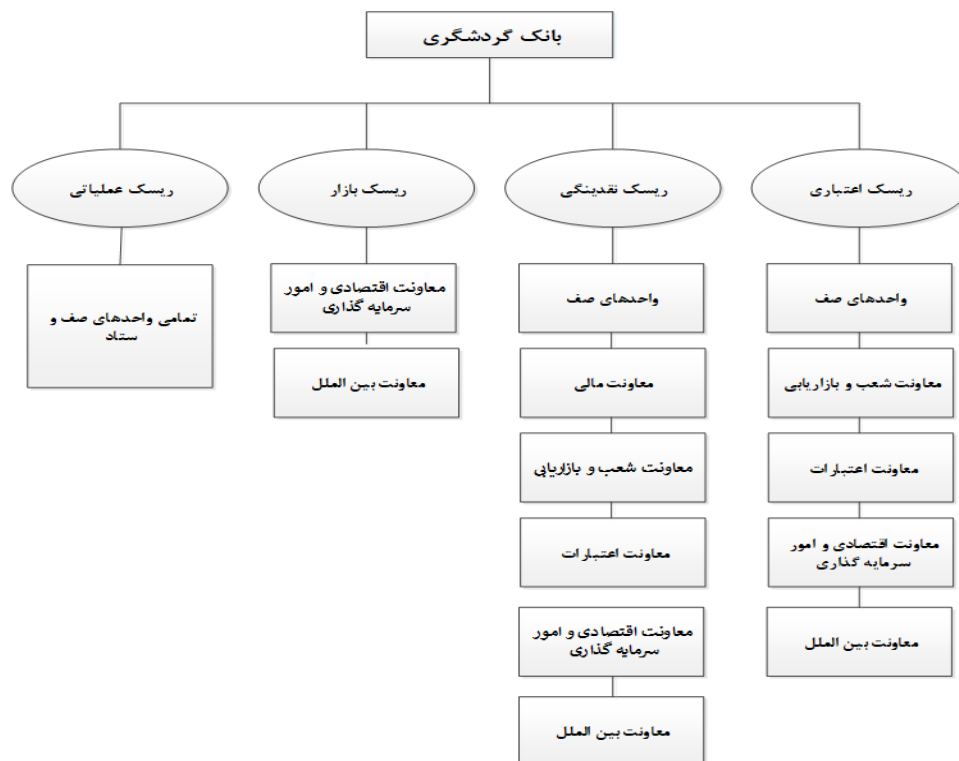 بانک گردشگری
ریسک اعتباری
ریسک نقدینگی
ریسک بازار
ریسک عملیاتی
واحدهای صف
معاونت شعب و بازاریابی
معاونت اعتبارات
معاونت اقتصادی و امور
سرمایه گذاری
معاونت بین الملل
واحدهای صف
معاونت مالی
معاونت شعب و بازاریابی
معاونت اعتبارات
معاونت اقتصادی و امور
سرمایه گذاری
معاونت بین الملل
معاونت اقتصادی و امور
سرمایه گذاری
معاونت بین الملل
تمامی واحدهای صف و
ستاد